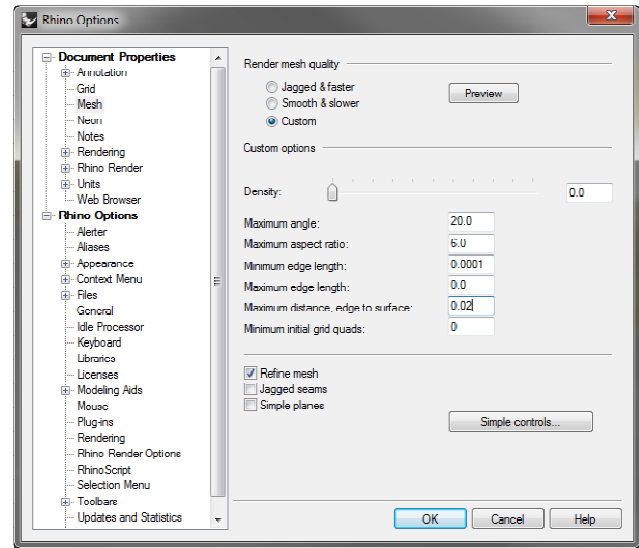 Rhino Options
Document Properties
Annotation
Grid
Mesh
Neon
Notes
Rendering
Rhino Render
Units
Web Browser
Rhino Options
Alerter
Aliases
Appearance
Context Menu
Files
General
Idle Processor
Keyboard
Libraries
Licenses
Modeling Aids
Mouse
Plug-ins
Rendering
Rhino Render Options
RhinoScript
Selection Menu
Toolbars
Updates and Statistics
Render mesh quality
Jagged & faster
Smooth & slower
Custom
Preview
Custom options
Density: 0.0
Maximum angle: 20.0
Maximum aspect ratio: 6.0
Minimum edge length: 0.0001
Maximum edge length: 0.0
Maximum distance, edge to surface: 0.02
Minimum initial grid quads: 0
Refine mesh
Jagged seams
Simple planes
Simple controls...
OK Cancel Help